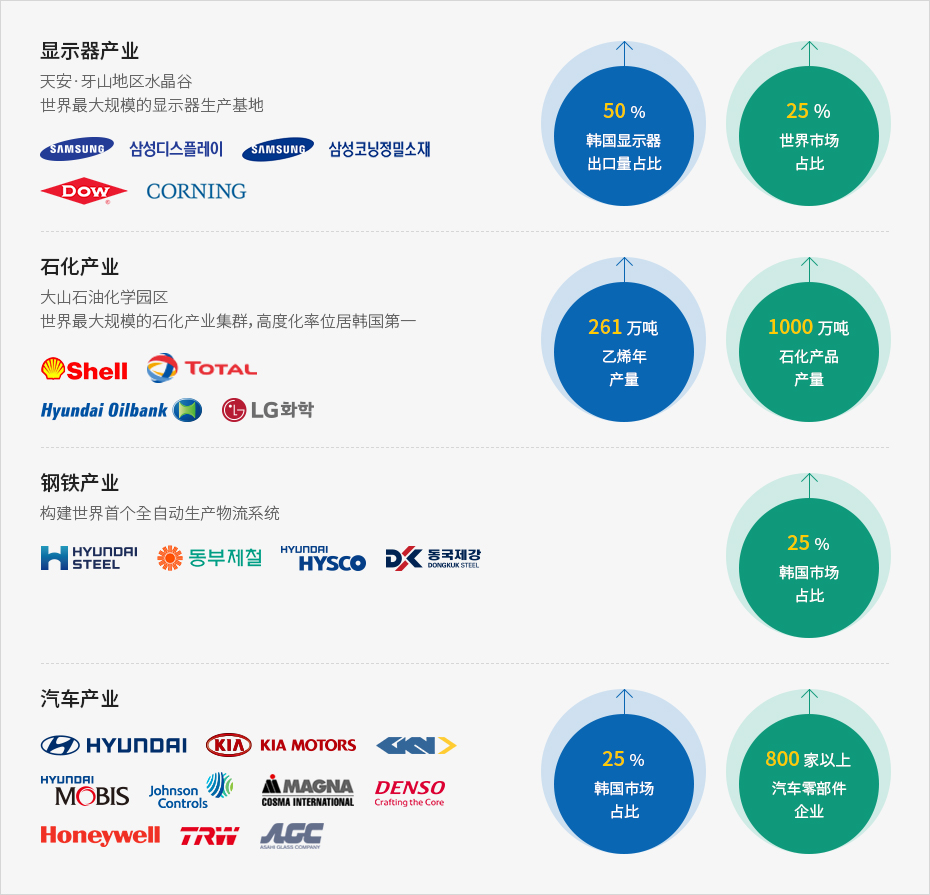 显示器产业
天安·牙山地区水晶谷
世界最大规模的显示器生产基地
SAMSUNG 삼성디스플레이 SAMSUNG 삼성코닝정밀소재
Dow CORNING
50 %
韩国显示器
出口量占比
25 %
世界市场
占比
石化产业
大山石油化学园区
世界最大规模的石化产业集群,高度化率位居韩国第一
Shell TOTAL
Hyundai Oilbank LG화학
261 万吨
乙烯年
产量
1000 万吨
石化产品
产量
钢铁产业
构建世界首个全自动生产物流系统
HYUNDAI
STEEL
동부제철
HYUNDAI
HYSCO
DK 동국제강
DONGKUK STEEL
25 %
韩国市场
占比
汽车产业
HYUNDAI KIA KIA MOTORS GKN
HYUNDAI
MOBIS
Johnson
Controls
MAGNA
COSMA INTERNATIONAL
DENSO
Crafting the Core
Honeywell TRW AGC
ASAHI GLASS COMPANY
25 %
韩国市场
占比
800 家以上
汽车零部件
企业